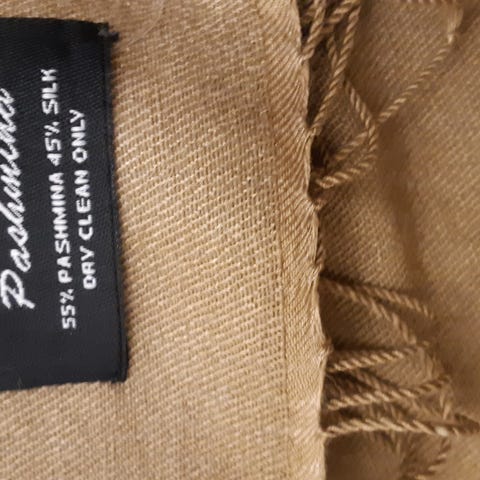 Pashmina
55% PASHMINA 45% SILK
DRY CLEAN ONLY